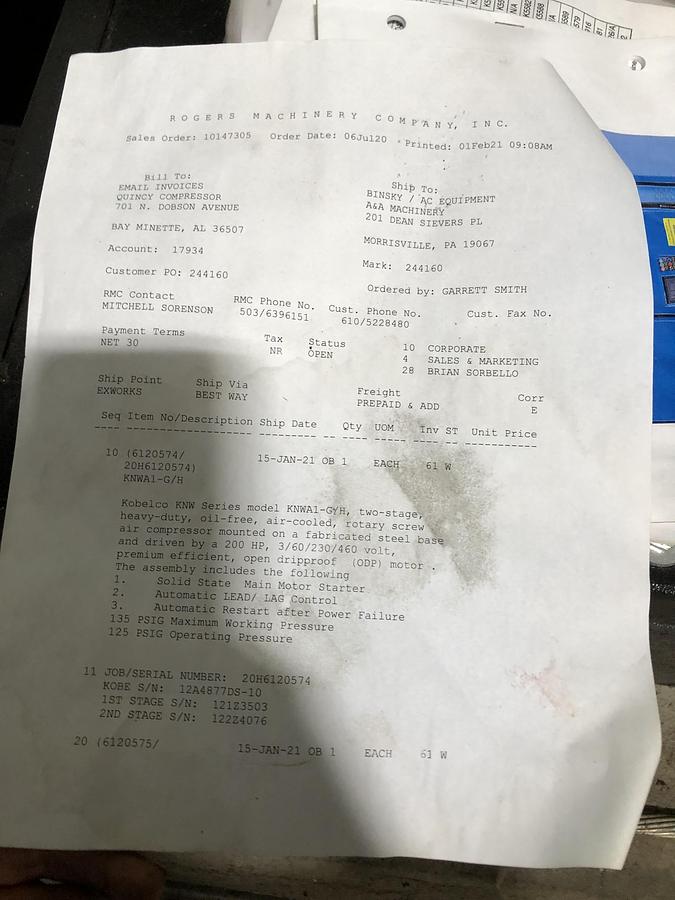 ROGERS MACHINERY COMPANY, INC.
Sales Order: 10147305 Order Date: 06Jul20 Printed: 01Feb21 09:08AM
Bill To:
EMAIL INVOICES
QUINCY COMPRESSOR
701 N. DOBSON AVENUE
BAY MINETTE, AL 36507
Ship To:
BINSKY / AC EQUIPMENT
A&A MACHINERY
201 DEAN SIEVERS PL
MORRISVILLE, PA 19067
Account: 17934
Mark: 244160
Customer PO: 244160
Ordered by: GARRETT SMITH
RMC Contact RMC Phone No. Cust. Phone No. Cust. Fax No.
MITCHELL SORENSON 503/6396151 610/5228480
Payment Terms Tax Status 10 CORPORATE
NET 30 NR OPEN 4 SALES & MARKETING
28 BRIAN SORBELLO
Ship Point Ship Via Freight Corr
EXWORKS BEST WAY PREPAID & ADD E
Seq Item No/Description Ship Date Qty UOM Inv ST Unit Price
---- -------------------- --------- -- ---- ----- ---- -- -----------
10 (6120574/ 15-JAN-21 OB 1 EACH 61 W
20H6120574)
KNWA1-G/H
Kobelco KNW Series model KNWA1-G/H, two-stage,
heavy-duty, oil-free, air-cooled, rotary screw
air compressor mounted on a fabricated steel base
and driven by a 200 HP, 3/60/230/460 volt,
premium efficient, open dripproof (ODP) motor .
The assembly includes the following
1. Solid State Main Motor Starter
2. Automatic LEAD/ LAG Control
3. Automatic Restart after Power Failure
135 PSIG Maximum Working Pressure
125 PSIG Operating Pressure
11 JOB/SERIAL NUMBER: 20H6120574
KOBE S/N: 12A4877DS-10
1ST STAGE S/N: 121Z3503
2ND STAGE S/N: 122Z4076
20 (6120575/ 15-JAN-21 OB 1 EACH 61 W